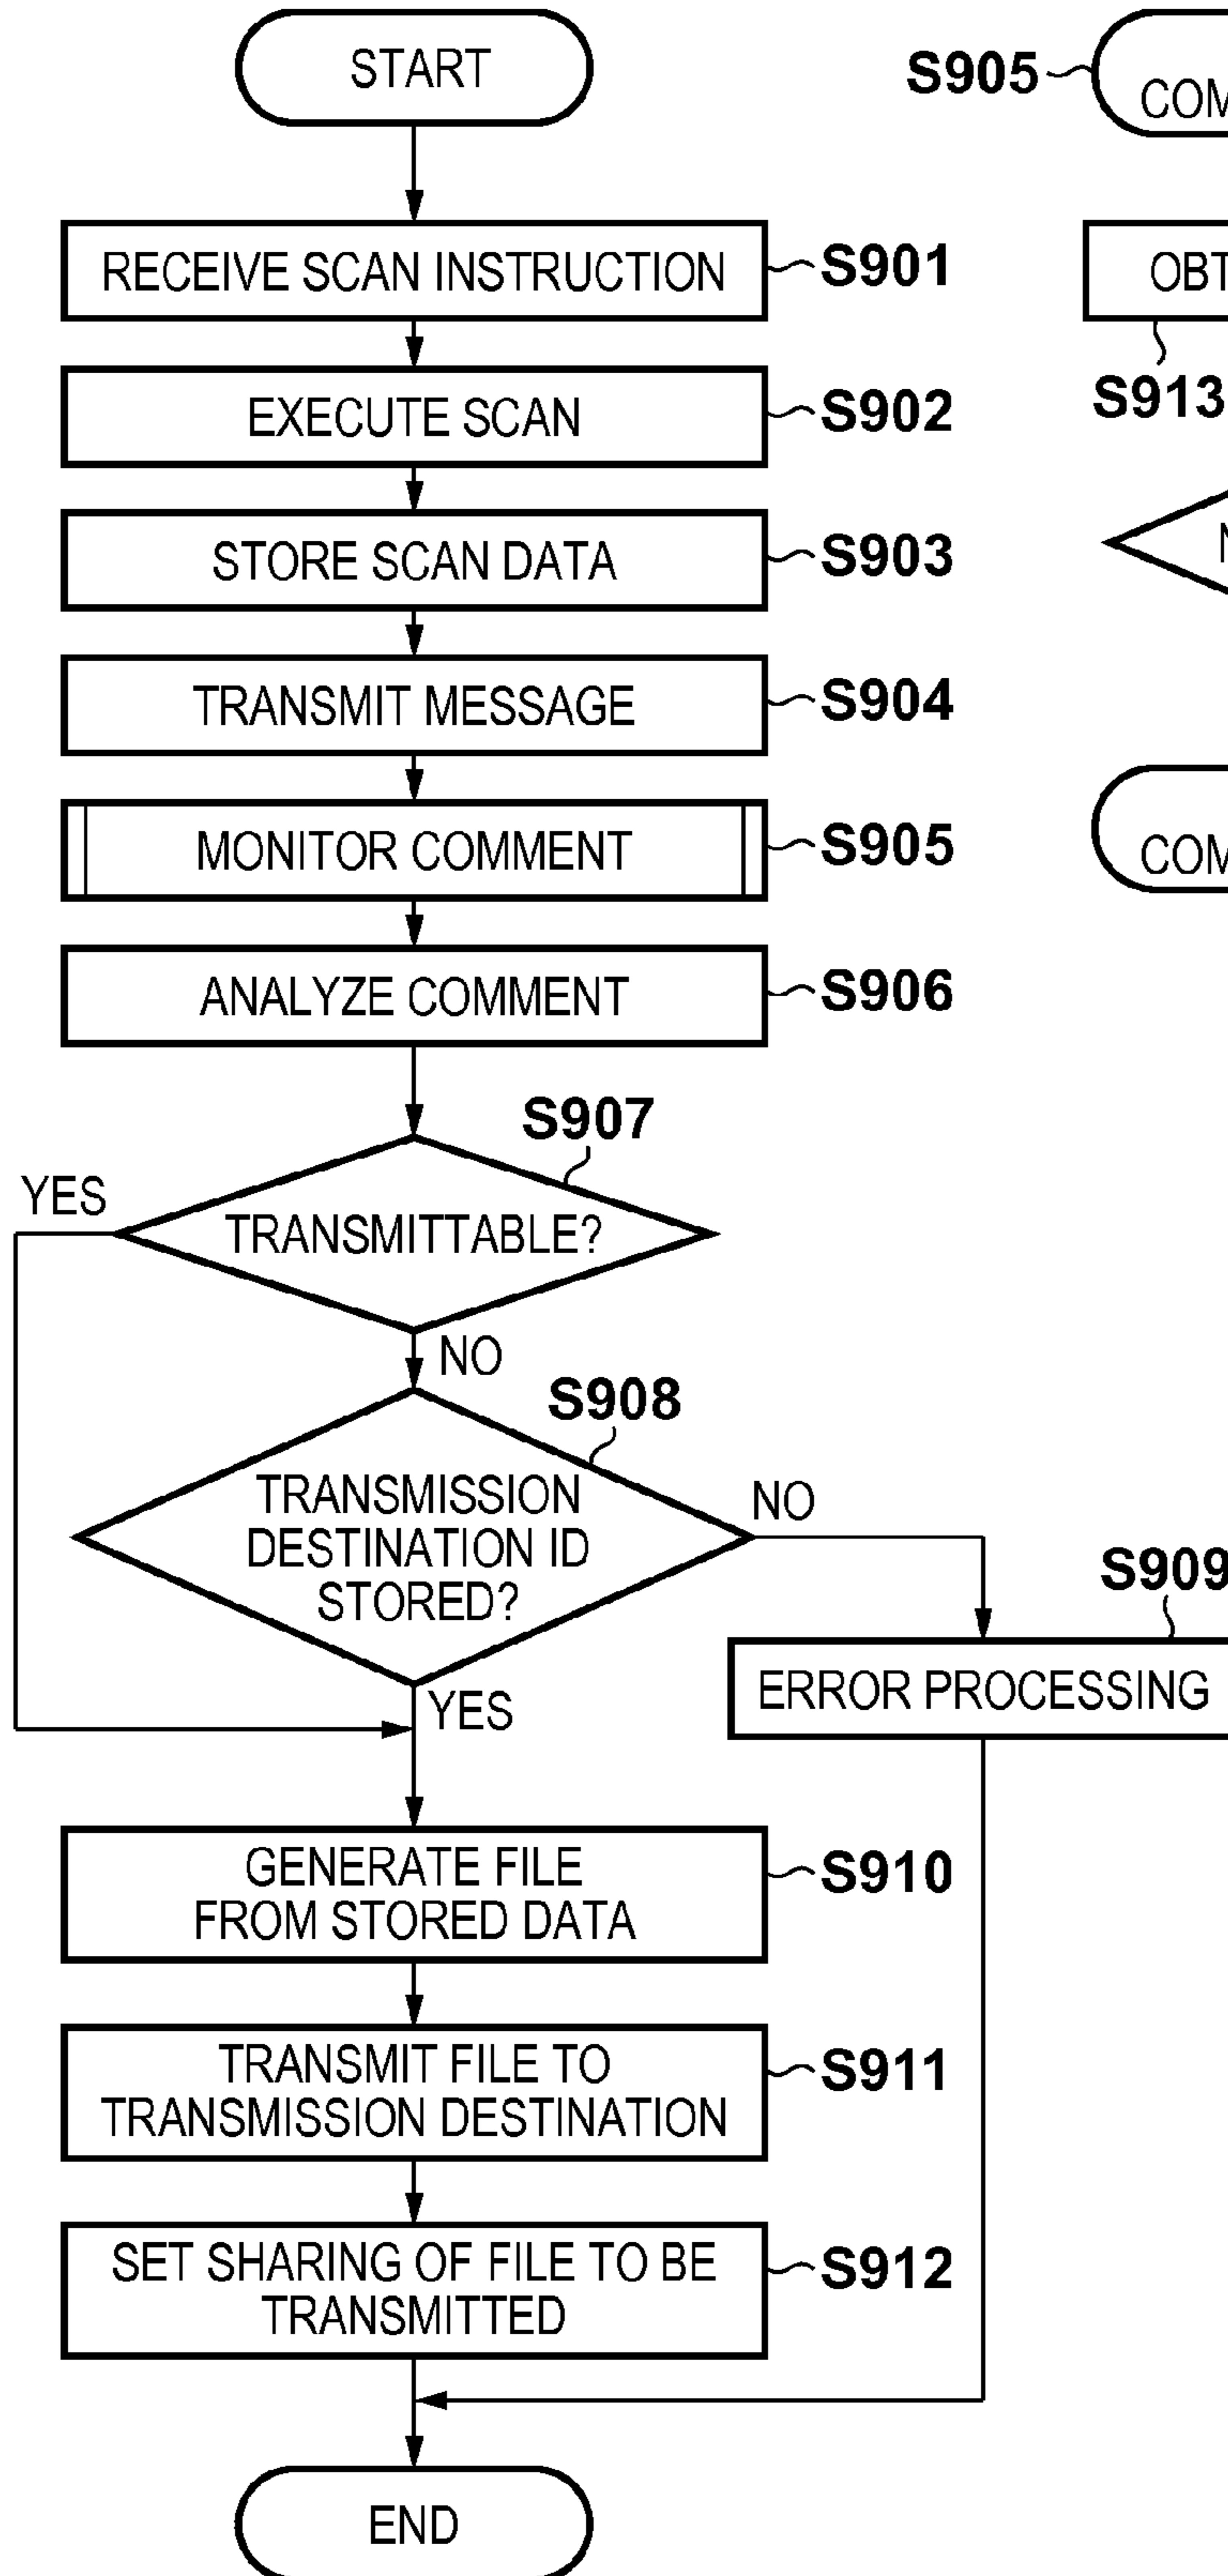 START
RECEIVE SCAN INSTRUCTION
S901
EXECUTE SCAN
S902
STORE SCAN DATA
S903
TRANSMIT MESSAGE
S904
MONITOR COMMENT
S905
ANALYZE COMMENT
S906
S907
YES
TRANSMITTABLE?
NO
S908
TRANSMISSION
DESTINATION ID
STORED?
NO
YES
S909
ERROR PROCESSING
GENERATE FILE
FROM STORED DATA
S910
TRANSMIT FILE TO
TRANSMISSION DESTINATION
S911
SET SHARING OF FILE TO BE
TRANSMITTED
S912
END
S905
S913